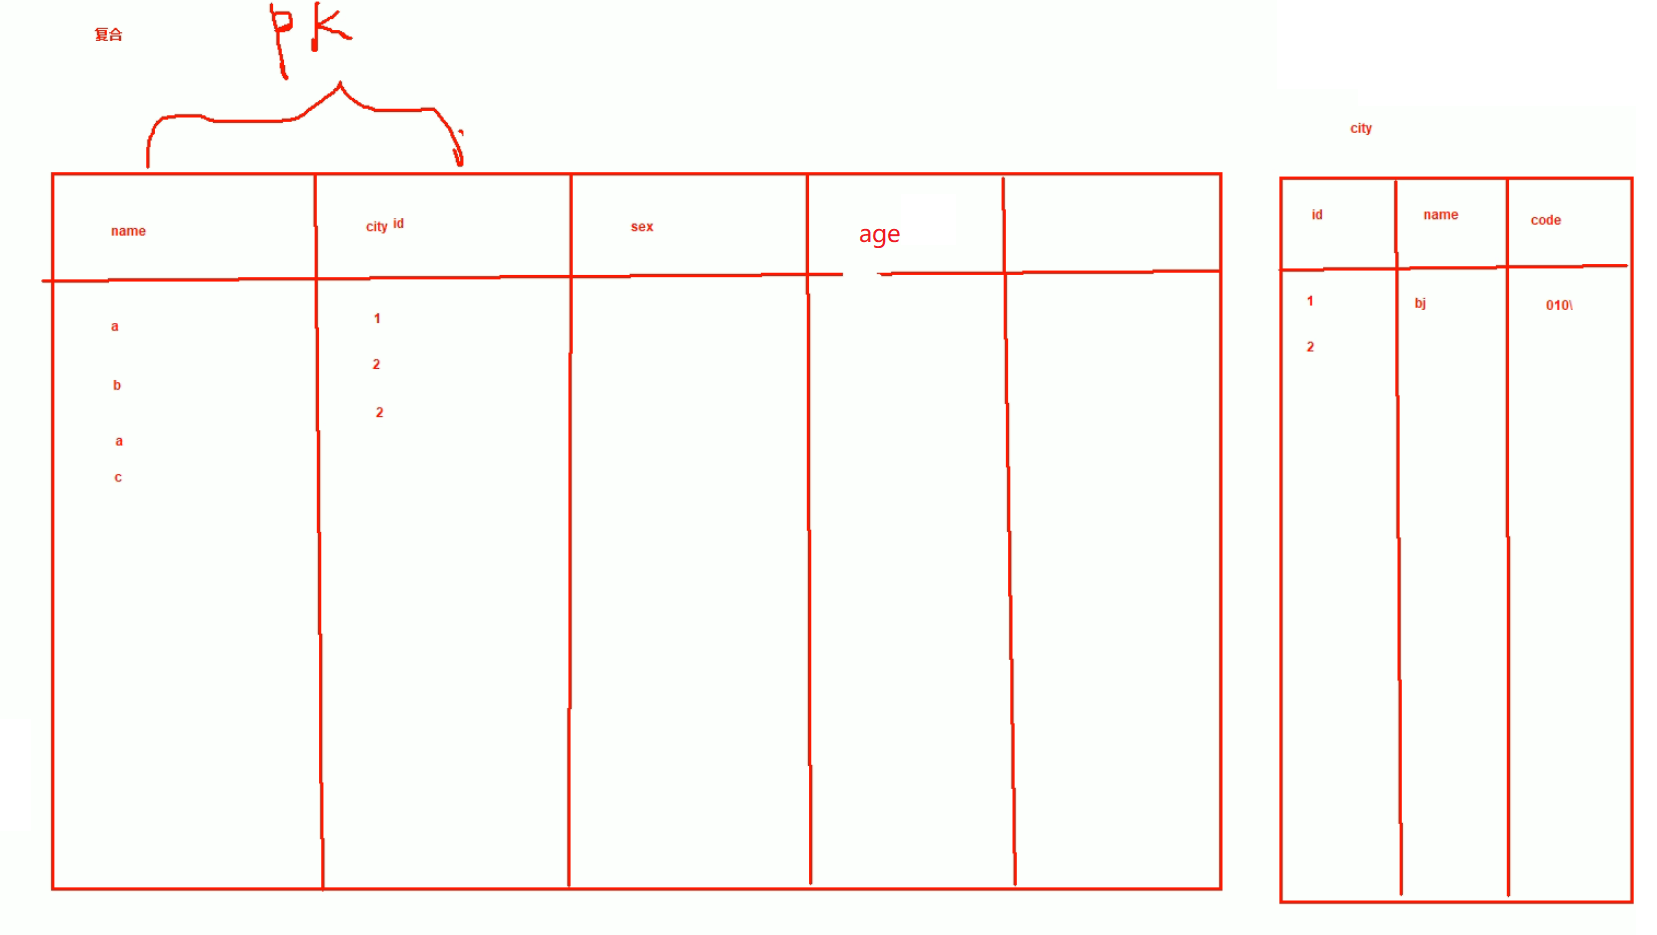 复合
pk
city
name city id sex age
id name code
a 1
b 2
a 2
c
1 bj 010\
2